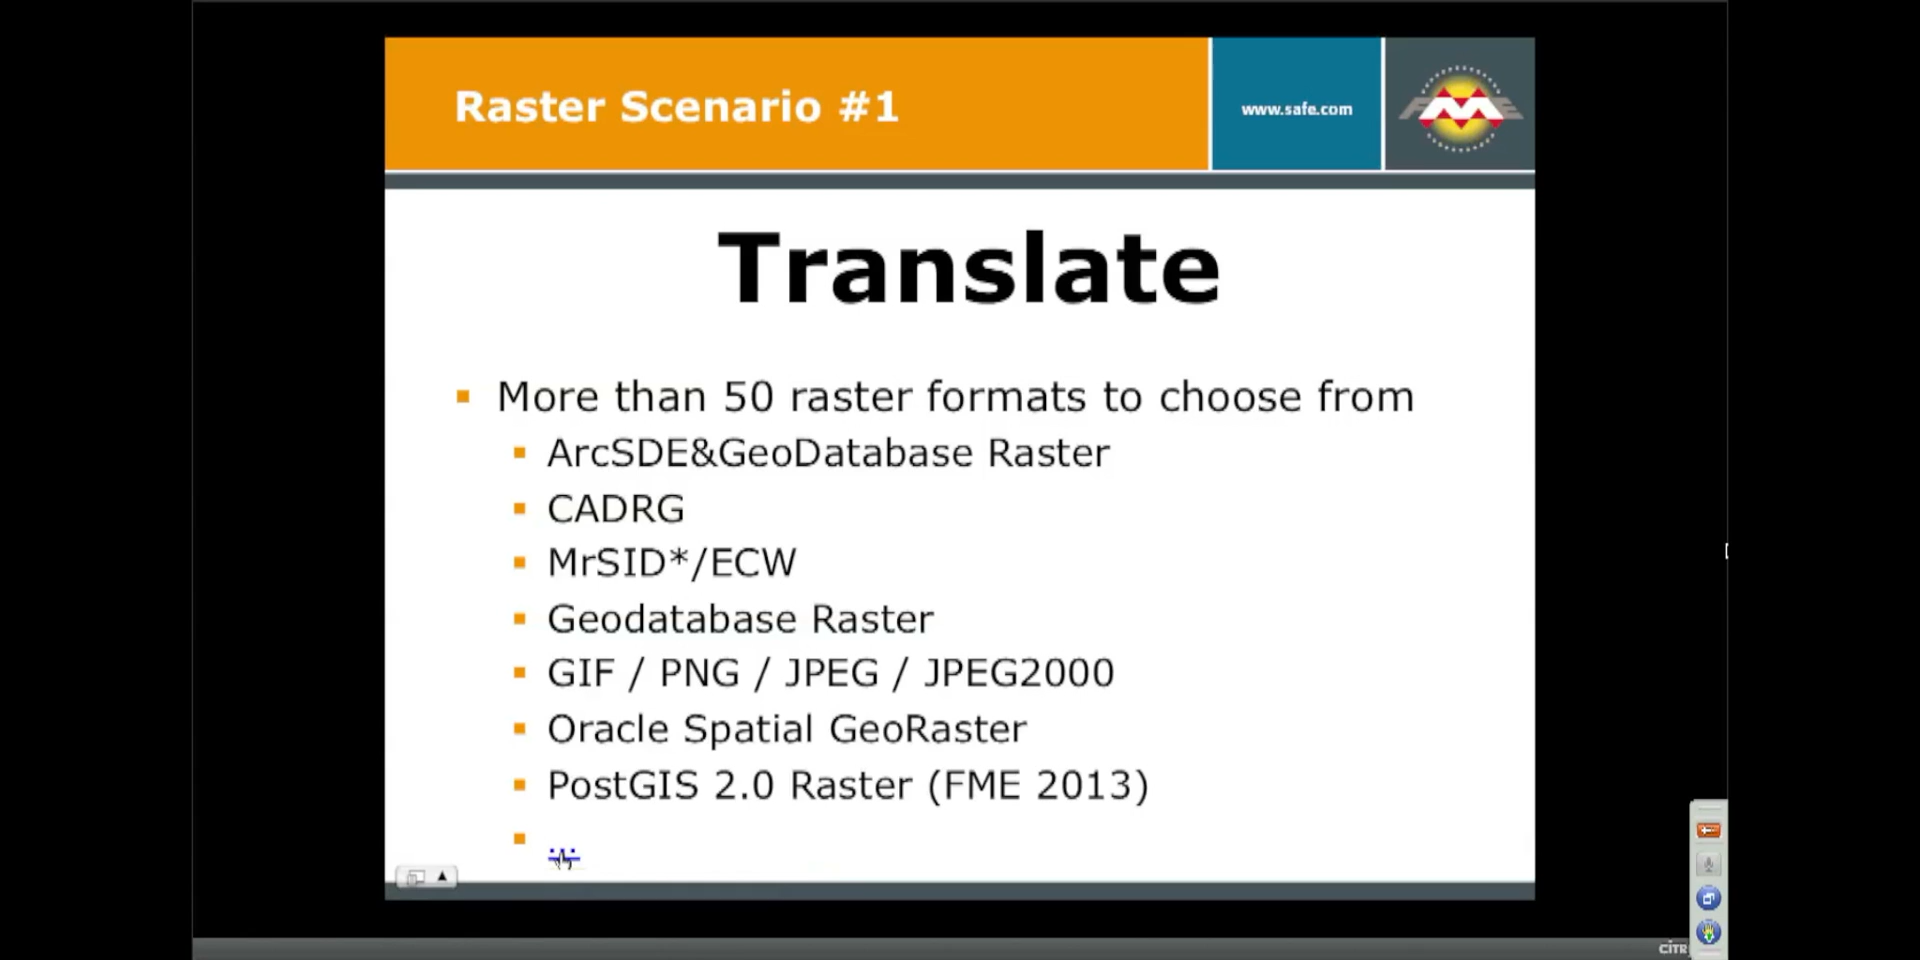 Raster Scenario #1
www.safe.com
FME
Translate
More than 50 raster formats to choose from
ArcSDE&GeoDatabase Raster
CADRG
MrSID*/ECW
Geodatabase Raster
GIF / PNG / JPEG / JPEG2000
Oracle Spatial GeoRaster
PostGIS 2.0 Raster (FME 2013)
...